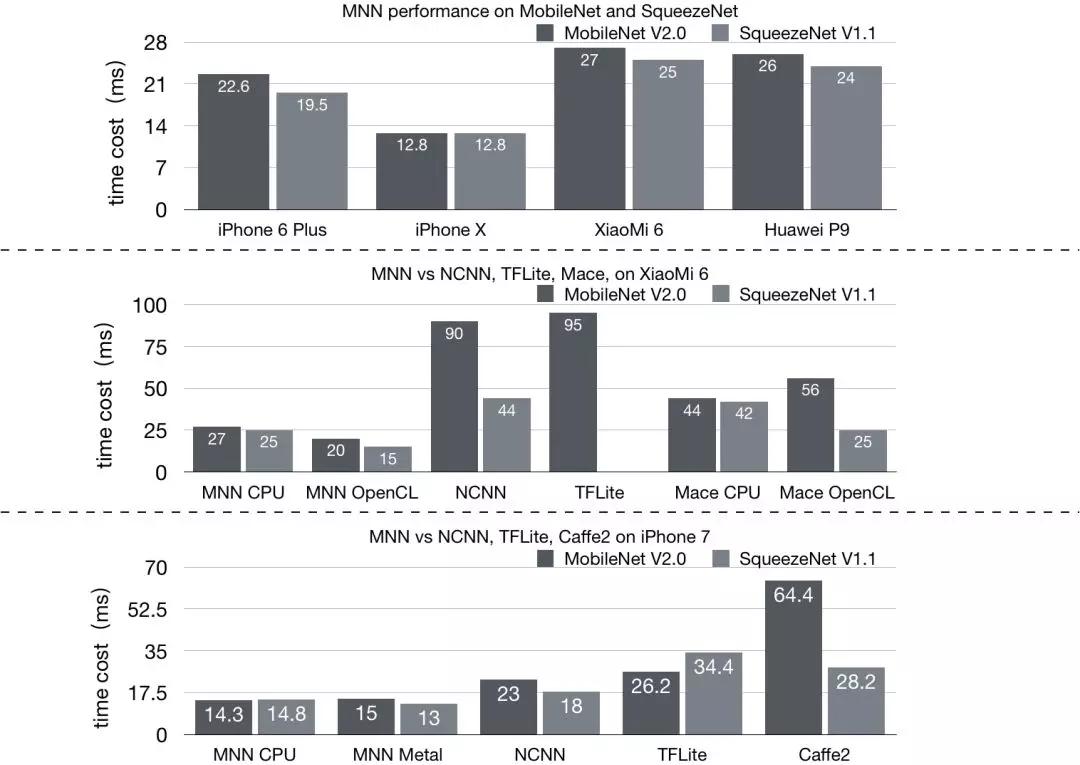 MNN performance on MobileNet and SqueezeNet
MobileNet V2.0 SqueezeNet V1.1
time cost (ms)
28
21
14
7
0
22.6 19.5 12.8 12.8 27 25 26 24
iPhone 6 Plus iPhone X XiaoMi 6 Huawei P9
MNN vs NCNN, TFLite, Mace, on XiaoMi 6
MobileNet V2.0 SqueezeNet V1.1
time cost (ms)
100
75
50
25
0
27 25 20 15 90 44 95 44 42 56 25
MNN CPU MNN OpenCL NCNN TFLite Mace CPU Mace OpenCL
MNN vs NCNN, TFLite, Caffe2 on iPhone 7
MobileNet V2.0 SqueezeNet V1.1
time cost (ms)
70
52.5
35
17.5
0
14.3 14.8 15 13 23 18 26.2 34.4 64.4 28.2
MNN CPU MNN Metal NCNN TFLite Caffe2